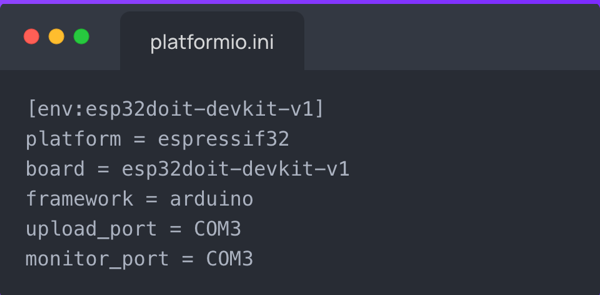 platformio.ini
[env:esp32doit-devkit-v1]
platform = espressif32
board = esp32doit-devkit-v1
framework = arduino
upload_port = COM3
monitor_port = COM3